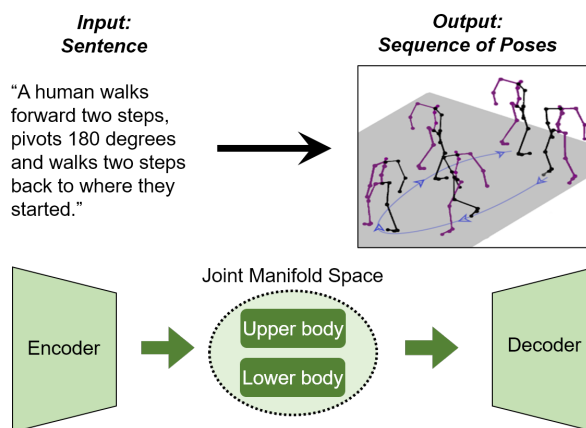 Input:
Sentence
Output:
Sequence of Poses
“A human walks
forward two steps,
pivots 180 degrees
and walks two steps
back to where they
started.”
Joint Manifold Space
Encoder
Upper body
Lower body
Decoder